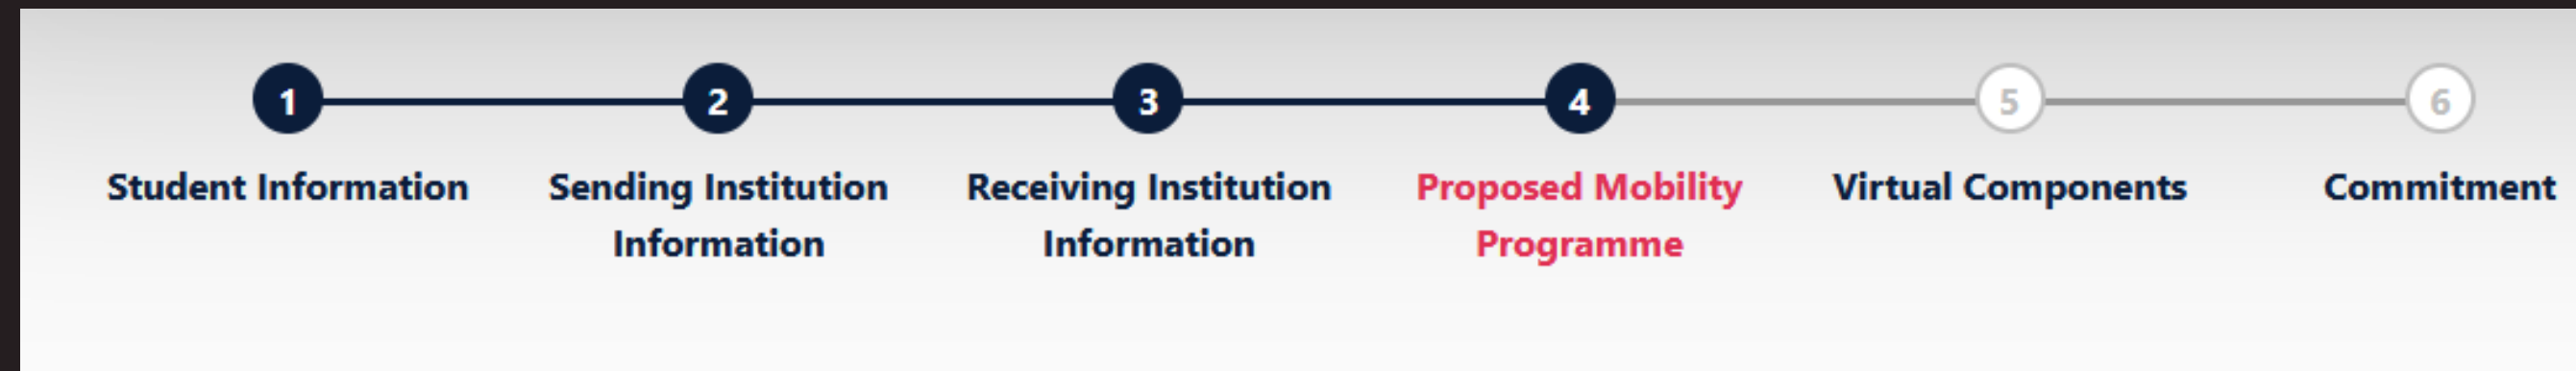 1 2 3 4 5 6
Student Information Sending Institution Receiving Institution Proposed Mobility Virtual Components Commitment
Information Information Programme